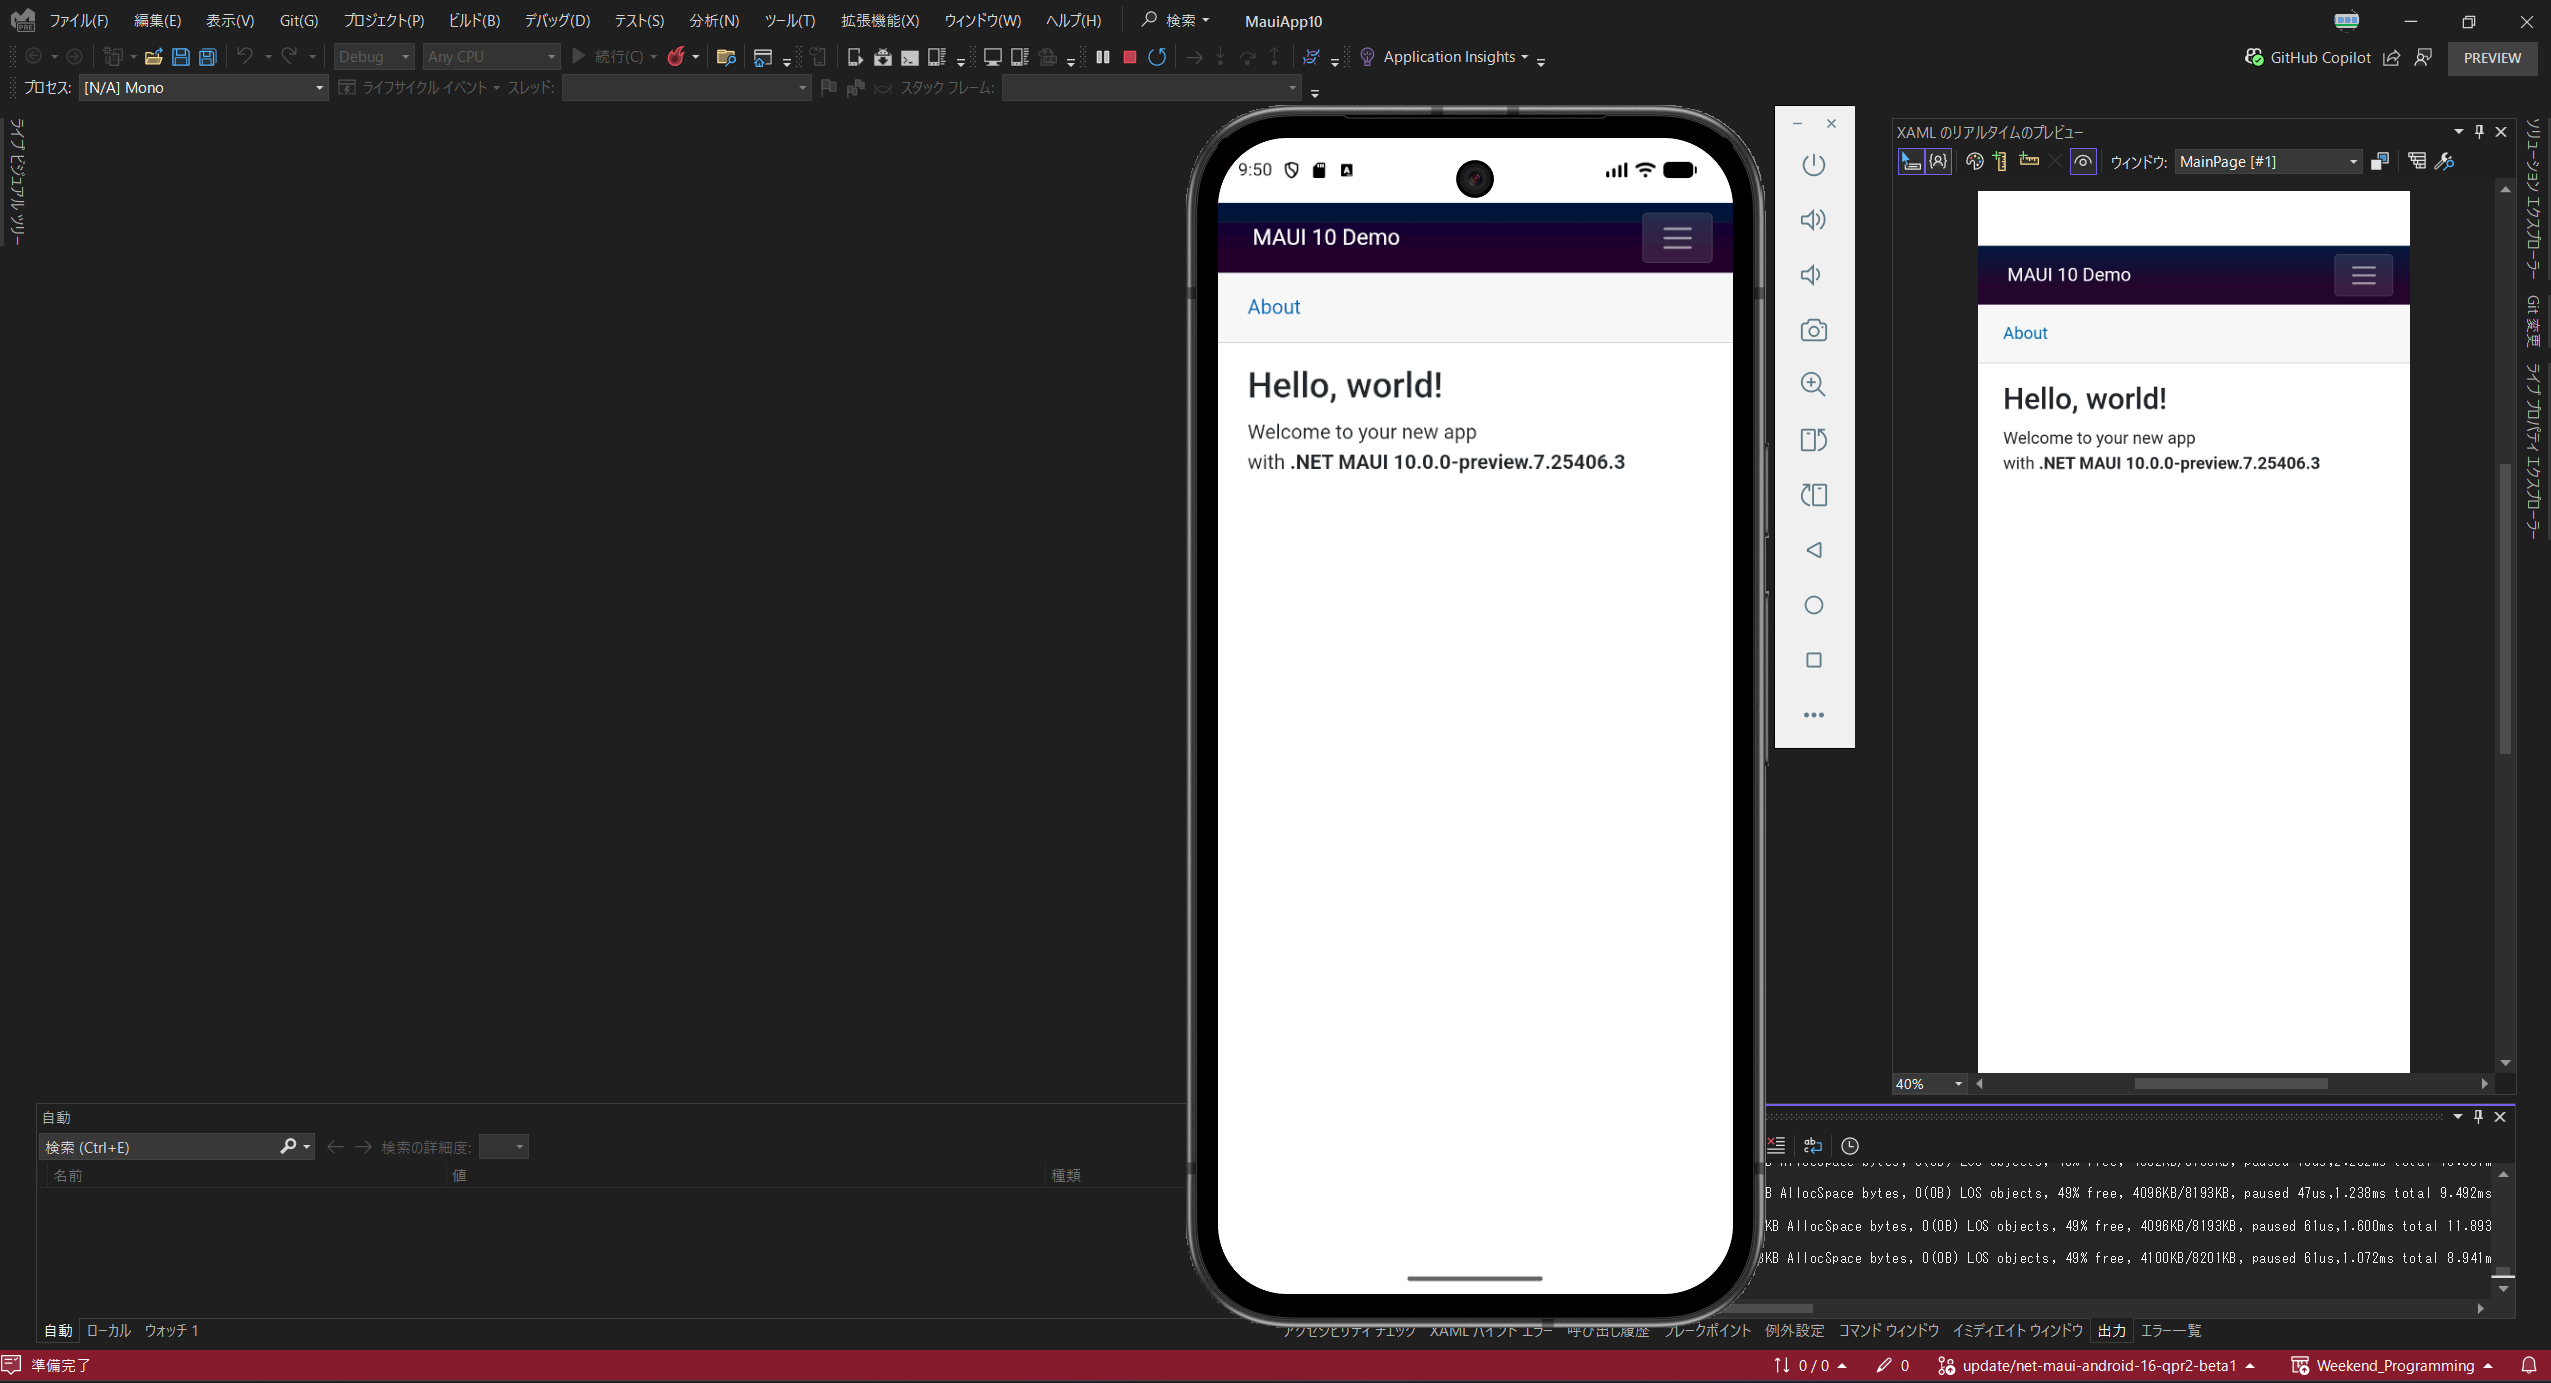 ファイル(F) 編集(E) 表示(V) Git(G) プロジェクト(P) ビルド(B) デバッグ(D) テスト(S) 分析(N) ツール(T) 拡張機能(X) ウィンドウ(W) ヘルプ(H) 検索 MauiApp10
Debug Any CPU 続行(C) Application Insights GitHub Copilot PREVIEW
プロセス: [N/A] Mono ライフサイクル イベント スレッド: スタック フレーム:
ライブ ビジュアル ツリー
9:50
MAUI 10 Demo
About
Hello, world!
Welcome to your new app
with .NET MAUI 10.0.0-preview.7.25406.3
XAML のリアルタイムのプレビュー
ウィンドウ: MainPage [#1]
MAUI 10 Demo
About
Hello, world!
Welcome to your new app
with .NET MAUI 10.0.0-preview.7.25406.3
40%
ソリューション エクスプローラー
Git 変更
ライブ プロパティ エクスプローラー
自動
検索 (Ctrl+E) 検索の詳細度:
名前 値 種類
B AllocSpace bytes, 0(0B) LOS objects, 49% free, 4096KB/8193KB, paused 47us,1.238ms total 9.492ms
KB AllocSpace bytes, 0(0B) LOS objects, 49% free, 4096KB/8193KB, paused 61us,1.600ms total 11.893
KB AllocSpace bytes, 0(0B) LOS objects, 49% free, 4100KB/8201KB, paused 61us,1.072ms total 8.941m
自動 ローカル ウォッチ 1
アクセシビリティ チェック XAML バインド エラー 呼び出し履歴 ブレークポイント 例外設定 コマンド ウィンドウ イミディエイト ウィンドウ 出力 エラー一覧
準備完了 0 / 0 0 update/net-maui-android-16-qpr2-beta1 Weekend_Programming